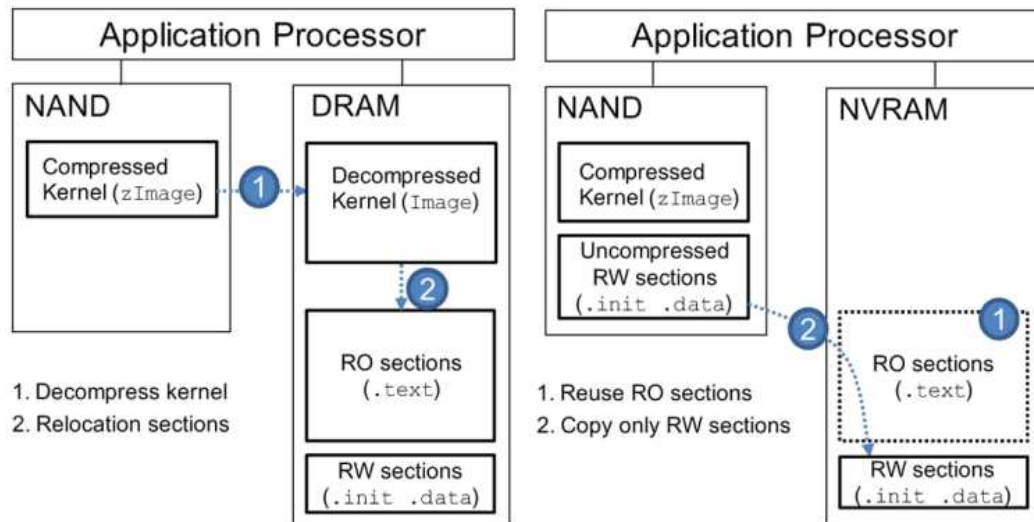 Application Processor
NAND
Compressed
Kernel (zImage)
1
DRAM
Decompressed
Kernel (Image)
2
RO sections
(.text)
RW sections
(.init .data)
1. Decompress kernel
2. Relocation sections
Application Processor
NAND
Compressed
Kernel (zImage)
Uncompressed
RW sections
(.init .data)
2
NVRAM
1
RO sections
(.text)
RW sections
(.init .data)
1. Reuse RO sections
2. Copy only RW sections